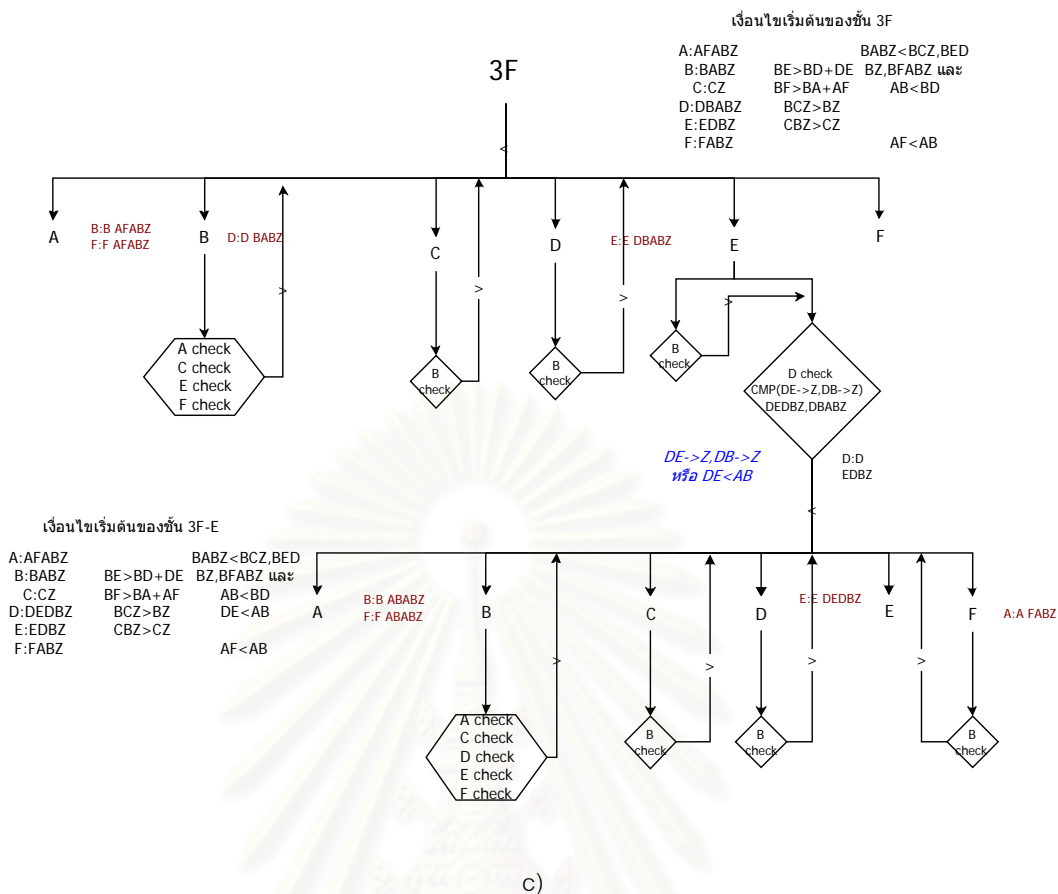 เงื่อนไขเริ่มต้นของชั้น 3F
A:AFABZ BABZ<BCZ,BED
B:BABZ BE>BD+DE BZ,BFABZ และ
C:CZ BF>BA+AF AB<BD
D:DBABZ BCZ>BZ
E:EDBZ CBZ>CZ
F:FABZ AF<AB
3F
<
A
B:B AFABZ
F:F AFABZ
B
D:D BABZ
C
D
E:E DBABZ
E
F
>
>
>
>
A check
C check
E check
F check
B
check
B
check
B
check
D check
CMP(DE->Z,DB->Z)
DEDBZ,DBABZ
DE->Z,DB->Z
หรือ DE<AB
D:D
EDBZ
<
เงื่อนไขเริ่มต้นของชั้น 3F-E
A:AFABZ BABZ<BCZ,BED
B:BABZ BE>BD+DE BZ,BFABZ และ
C:CZ BF>BA+AF AB<BD
D:DEDBZ BCZ>BZ DE<AB
E:EDBZ CBZ>CZ
F:FABZ AF<AB
A
B:B ABABZ
F:F ABABZ
B
C
D
E:E DEDBZ
E
F
A:A FABZ
>
>
>
>
A check
C check
D check
E check
F check
B
check
B
check
B
check
c)